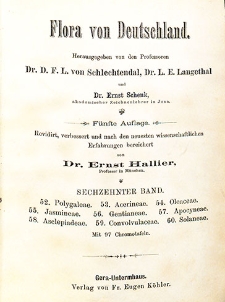 Flora von Deutschland.
Herausgegeben von den Professoren
Dr. D. F. L. von Schlechtendal, Dr. L. E. Langethal
und
Dr. Ernst Schenk,
akademischer Zeichnenlehrer in Jena.
Fünfte Auflage.
Revidirt, verbessert und nach den neuesten wissenschaftlichen
Erfahrungen bereichert
von
Dr. Ernst Hallier,
Professor in München.
SECHZEHNTER BAND.
52. Polygaleae. 53. Acerineae. 54. Oleaceae.
55. Jasmineae. 56. Gentianeae. 57. Apocyneae.
58. Asclepiadeae. 59. Convolvulaceae. 60. Solaneae.
Mit 97 Chromotafeln.
Gera-Untermhaus.
Verlag von Fr. Eugen Köhler.